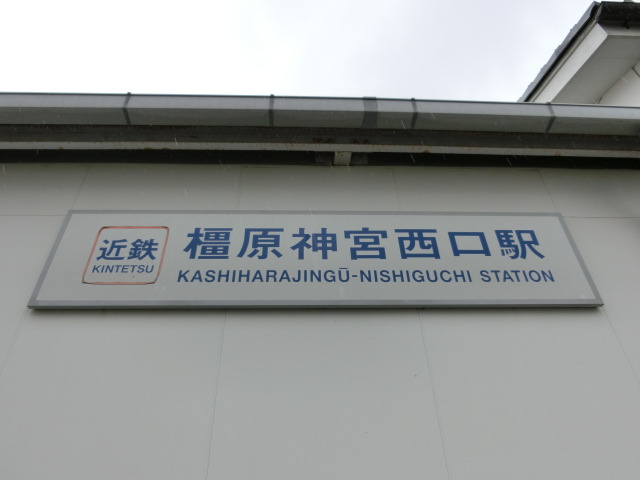 近鉄
KINTETSU
橿原神宮西口駅
KASHIHARAJINGŪ-NISHIGUCHI STATION